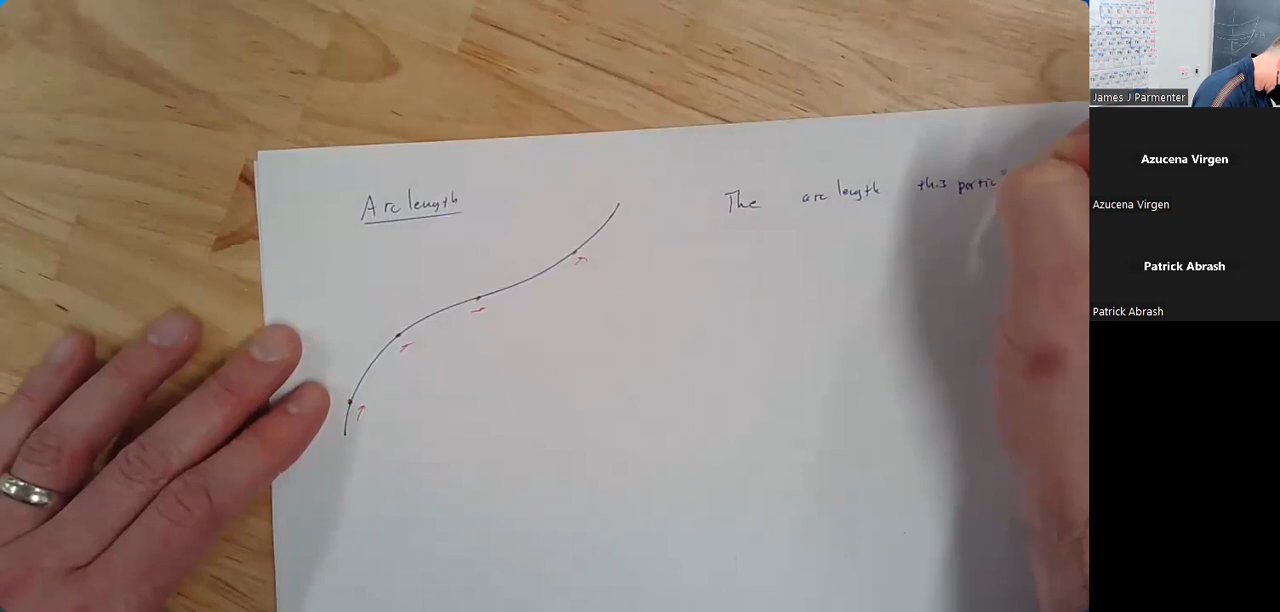 Arc length
The arc length this partic
James J Parmenter
Azucena Virgen
Azucena Virgen
Patrick Abrash
Patrick Abrash